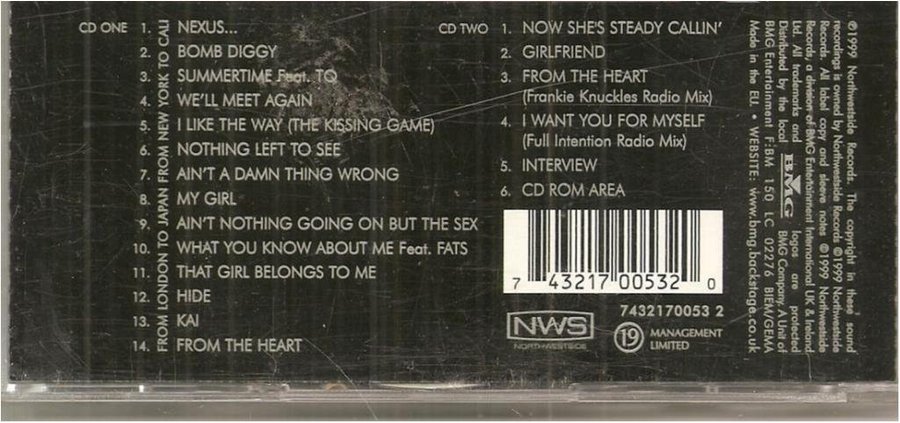 CD ONE
1. NEXUS...
2. BOMB DIGGY
3. SUMMERTIME Feat. TQ
4. WE'LL MEET AGAIN
5. I LIKE THE WAY (THE KISSING GAME)
6. NOTHING LEFT TO SEE
7. AIN'T A DAMN THING WRONG
8. MY GIRL
9. AIN'T NOTHING GOING ON BUT THE SEX
10. WHAT YOU KNOW ABOUT ME Feat. FATS
11. THAT GIRL BELONGS TO ME
12. HIDE
13. KAI
14. FROM THE HEART
FROM LONDON TO JAPAN FROM NEW YORK TO CALI
CD TWO
1. NOW SHE'S STEADY CALLIN'
2. GIRLFRIEND
3. FROM THE HEART
(Frankie Knuckles Radio Mix)
4. I WANT YOU FOR MYSELF
(Full Intention Radio Mix)
5. INTERVIEW
6. CD ROM AREA
7 43217 00532 0
7432170053 2
NWS
NORTHWESTSIDE
19 MANAGEMENT
LIMITED
℗1999 Northwestside Records. The copyright in these sound
recordings is owned by Northwestside Records ©1999 Northwestside
Records. All label copy and sleeve notes ©1999 Northwestside
Records, a division of BMG Entertainment International UK & Ireland
Ltd. All trademarks and logos are protected
Distributed by the local BMG BMG Company. A Unit of
BMG Entertainment F:BM 150 LC 02276 BIEM/GEMA
Made in the EU. • WEBSITE: www.bmg.backstage.co.uk